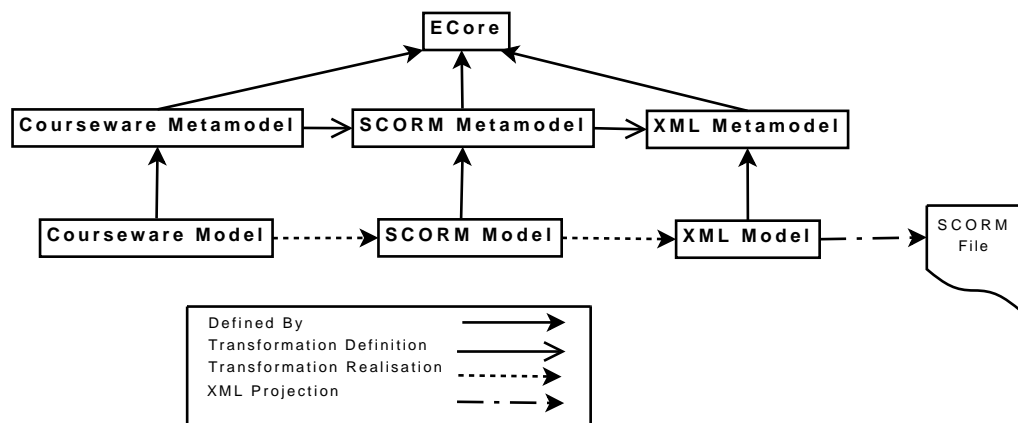 ECore
Courseware Metamodel
SCORM Metamodel
XML Metamodel
Courseware Model
SCORM Model
XML Model
SCORM
File
Defined By
Transformation Definition
Transformation Realisation
XML Projection